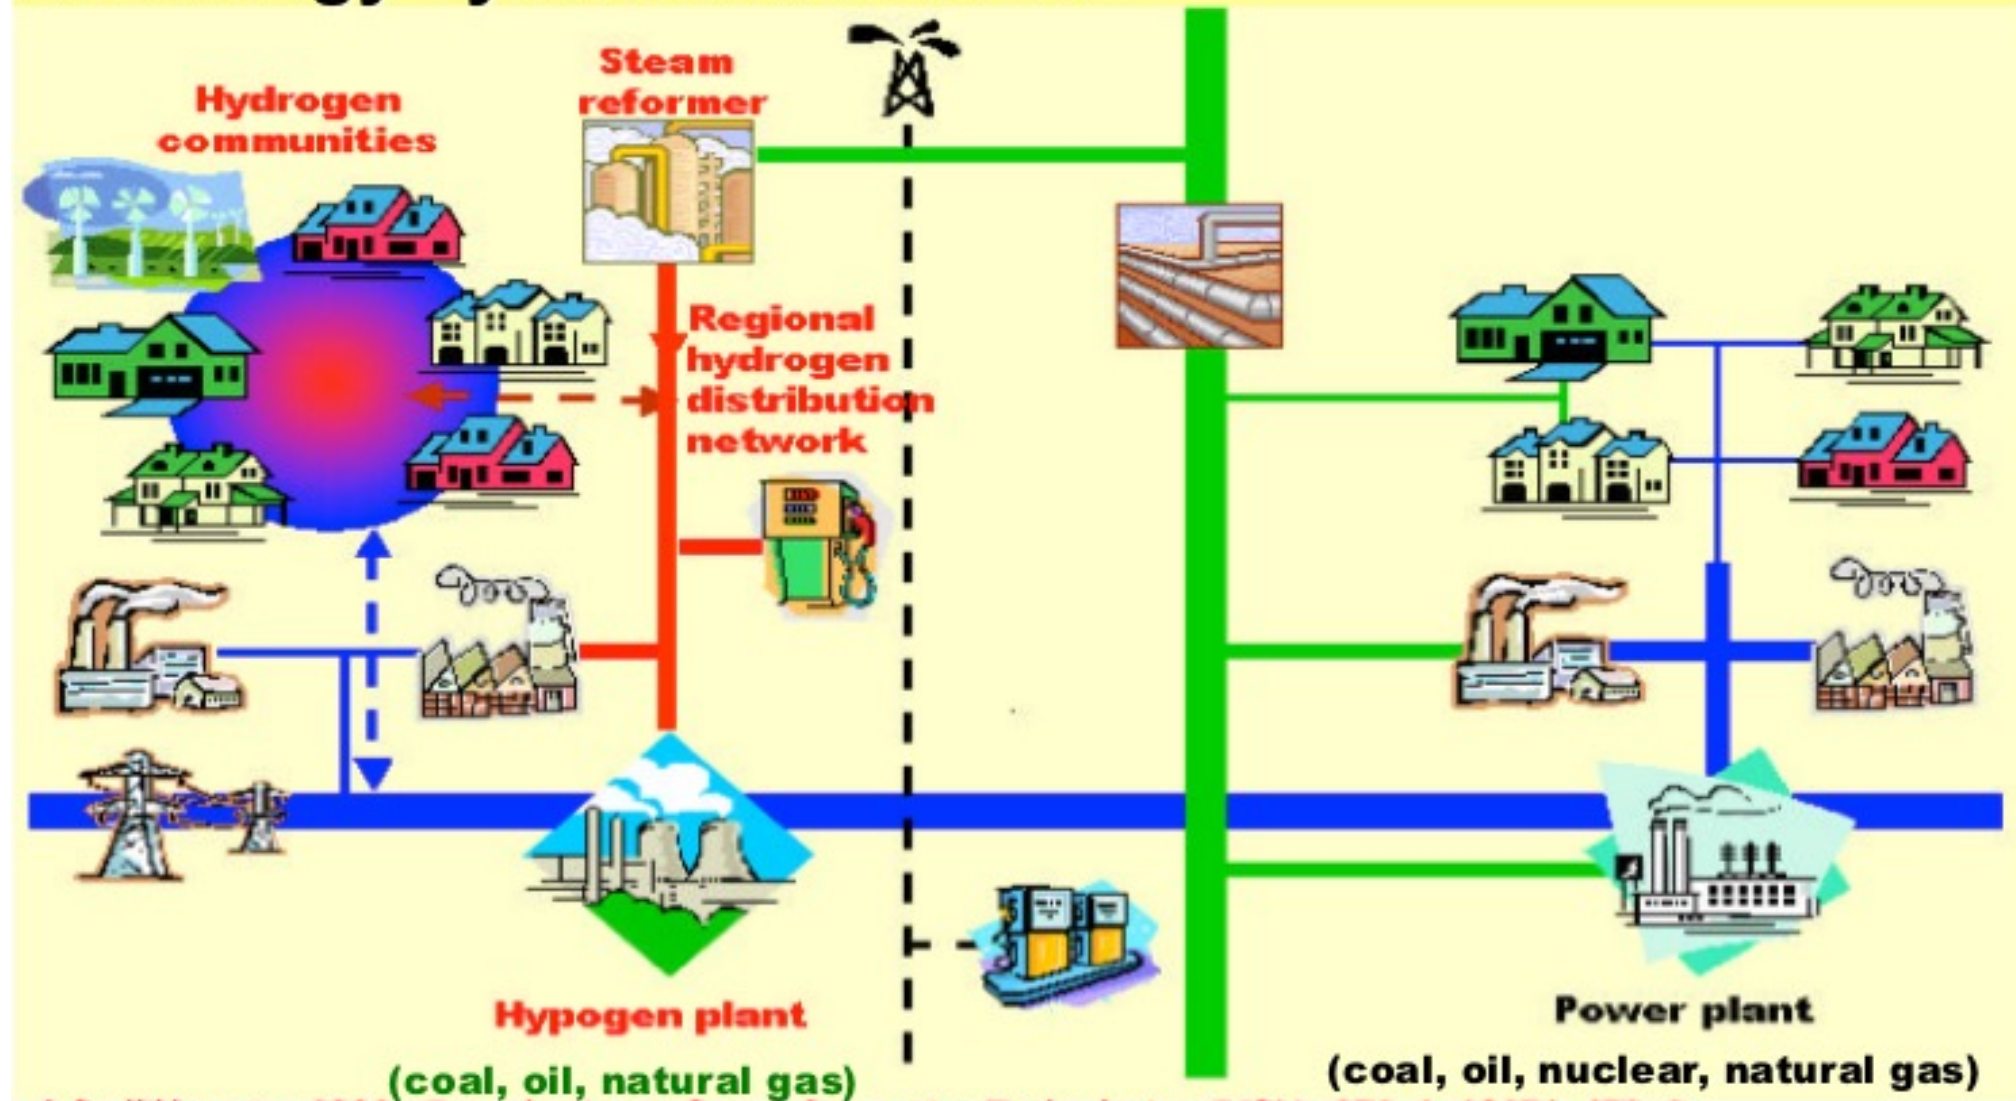 Steam
reformer
Hydrogen
communities
Regional
hydrogen
distribution
network
Hypogen plant
(coal, oil, natural gas)
Power plant
(coal, oil, nuclear, natural gas)